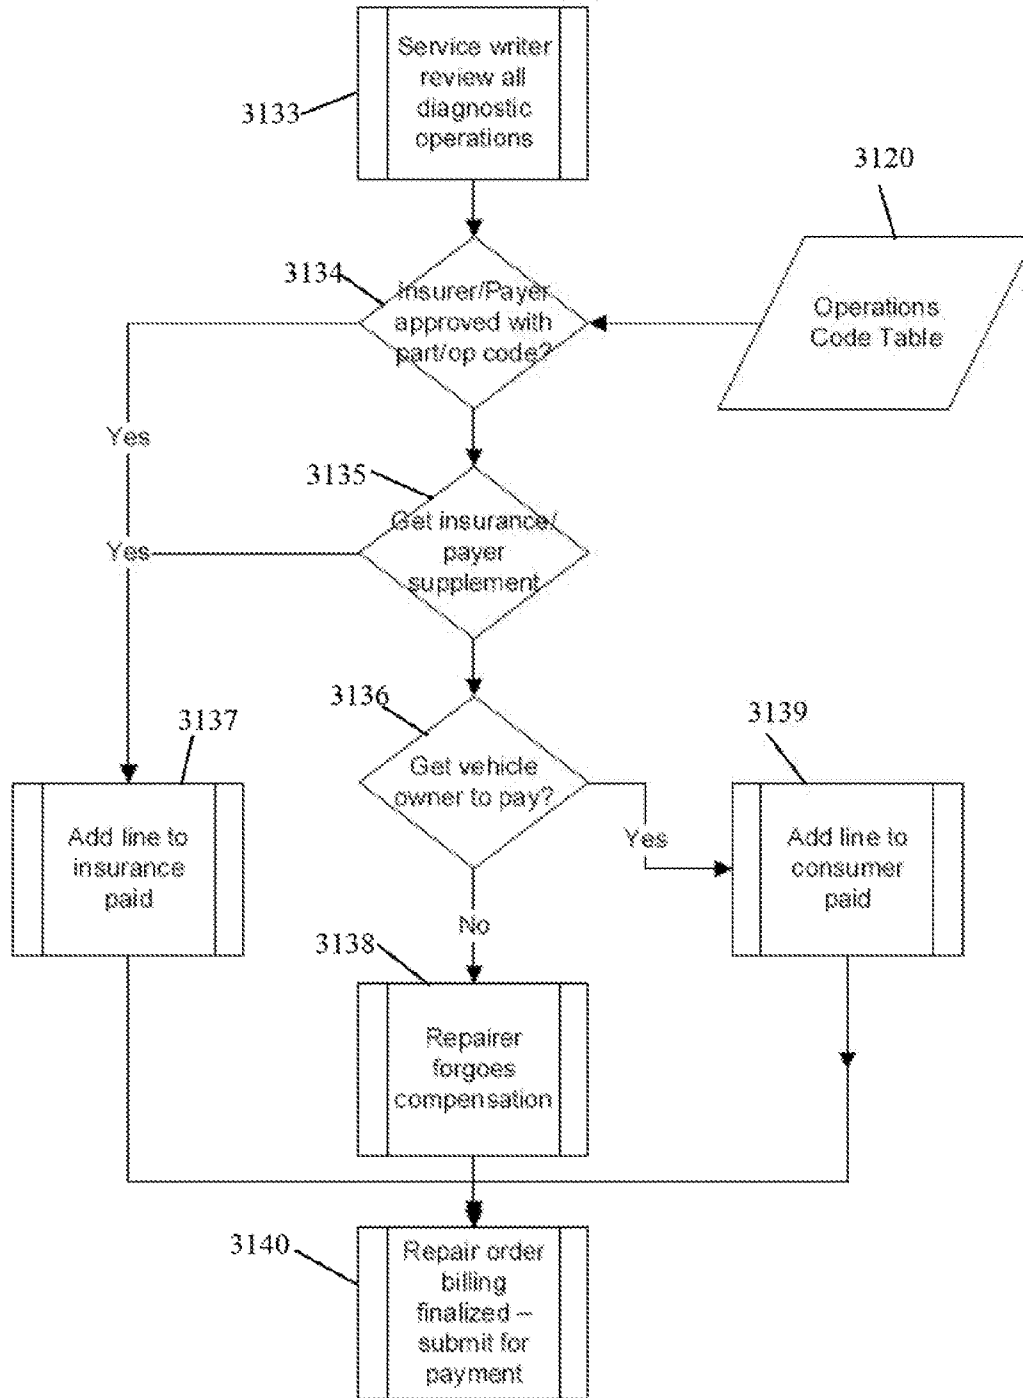 Service writer
review all
diagnostic
operations
3133
3120
3134
Insurer/Payer
approved with
part/op code?
Operations
Code Table
Yes
3135
Get insurance/
payer
supplement
Yes
3136
Get vehicle
owner to pay?
3137
3139
Add line to
insurance
paid
Yes
Add line to
consumer
paid
No
3138
Repairer
forgoes
compensation
3140
Repair order
billing
finalized –
submit for
payment